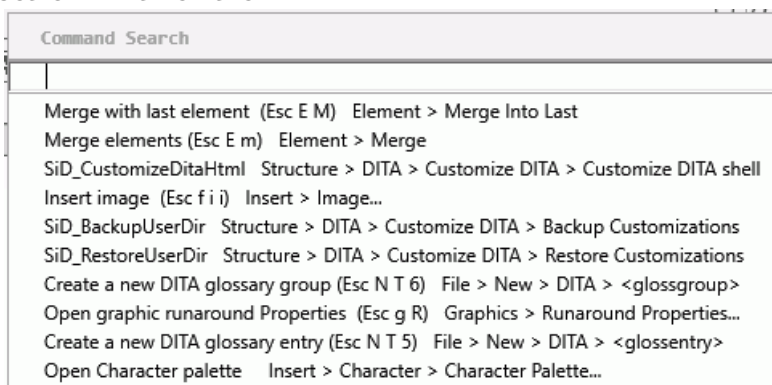 Command Search
Merge with last element (Esc E M) Element > Merge Into Last
Merge elements (Esc E m) Element > Merge
SiD_CustomizeDitaHtml Structure > DITA > Customize DITA > Customize DITA shell
Insert image (Esc f i i) Insert > Image...
SiD_BackupUserDir Structure > DITA > Customize DITA > Backup Customizations
SiD_RestoreUserDir Structure > DITA > Customize DITA > Restore Customizations
Create a new DITA glossary group (Esc N T 6) File > New > DITA > <glossgroup>
Open graphic runaround Properties (Esc g R) Graphics > Runaround Properties...
Create a new DITA glossary entry (Esc N T 5) File > New > DITA > <glossentry>
Open Character palette Insert > Character > Character Palette...